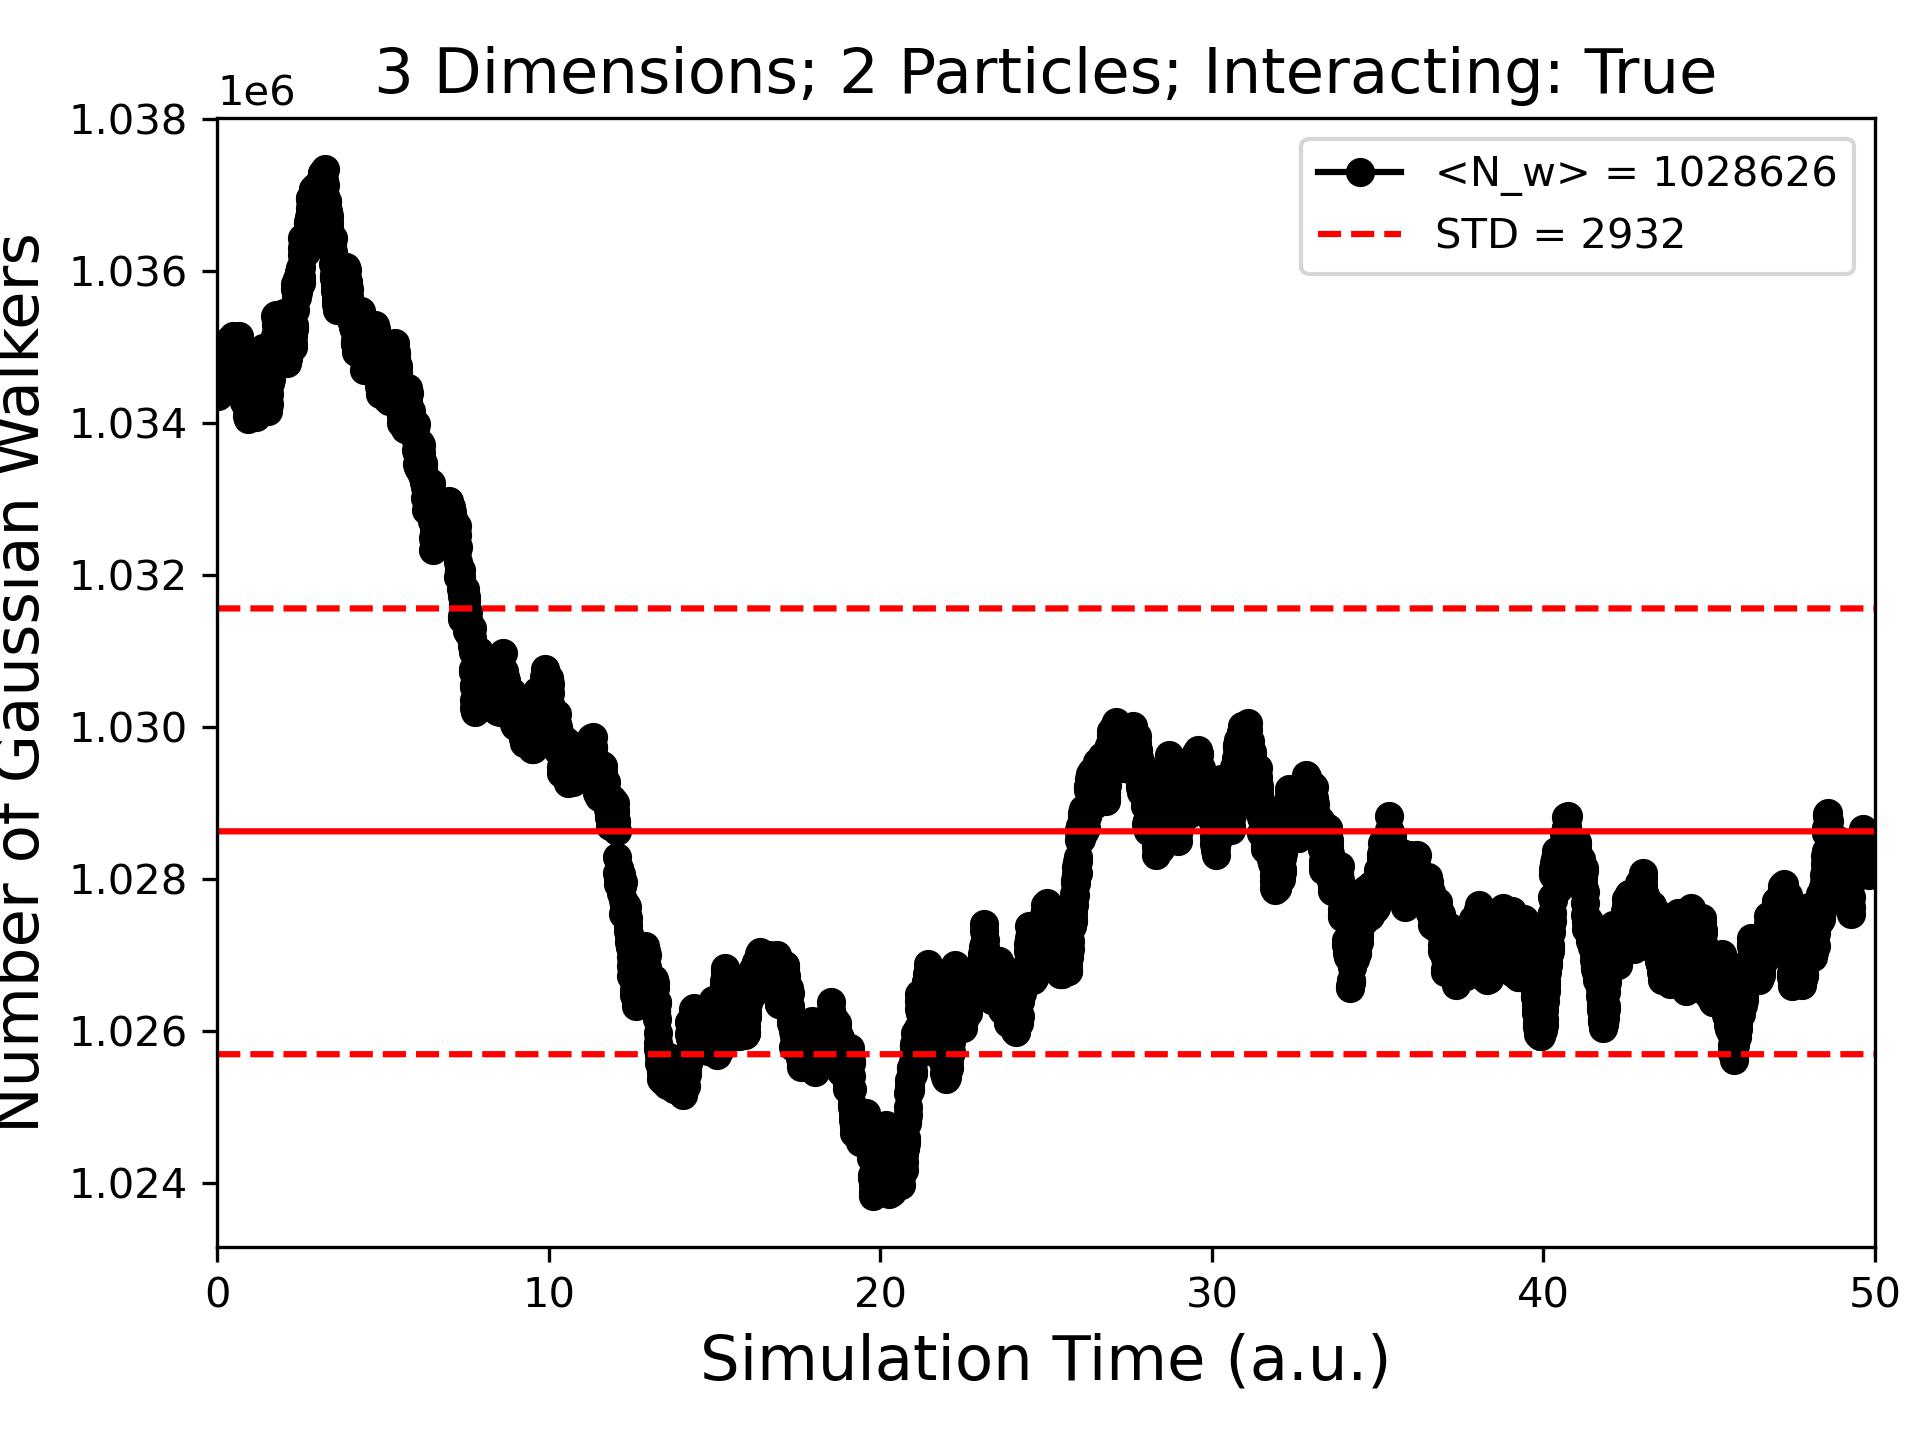 3 Dimensions; 2 Particles; Interacting: True
1e6
<N_w> = 1028626
STD = 2932
1.038
1.036
1.034
1.032
1.030
1.028
1.026
1.024
Number of Gaussian Walkers
0 10 20 30 40 50
Simulation Time (a.u.)